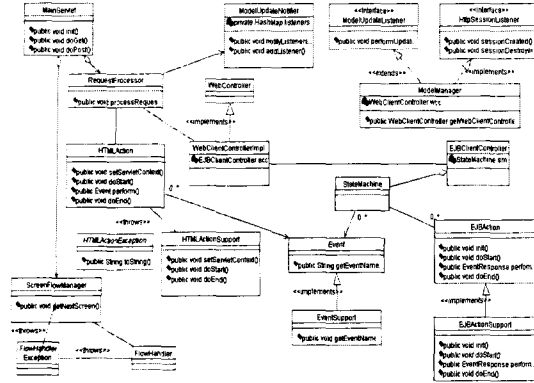 MainServlet
public void init()
public void doGet()
public void doPost()
ModelUpdateNotifier
private HashMap listeners
public void notifyListeners.
public void addListener()
<<Interface>>
ModelUpdateListener
public void performUpdat.
<<Interface>>
HttpSessionListener
public void sessionCreated()
public void sessionDestroye
RequestProcessor
public void processReques
<<extends>>
<<implements>>
ModelManager
WebClientController wcc
public WebClientController getWebClientControlle
WebController
<<implements>>
WebClientControllerImpl
EJBClientController
EJBClientController
StateMachine sm
HTMLAction
public void setServletContext()
public void doStart()
public Event perform()
public void doEnd()
0..*
StateMachine
0..*
0..*
<<throws>>
HTMLActionException
public String toString()
HTMLActionSupport
public void setServletContext()
public void doStart()
public void doEnd()
Event
public String getEventName
EJBAction
public void init()
public void doStart()
public EventResponse perform.
public void doEnd()
ScreenFlowManager
public void getNextScreen()
<<implements>>
<<implements>>
EventSupport
public void getEventName
EJBActionSupport
public void init()
public void doStart()
public EventResponse perform.
public void doEnd()
<<throws>>
FlowHandler
Exception
<<throws>>
FlowHandler